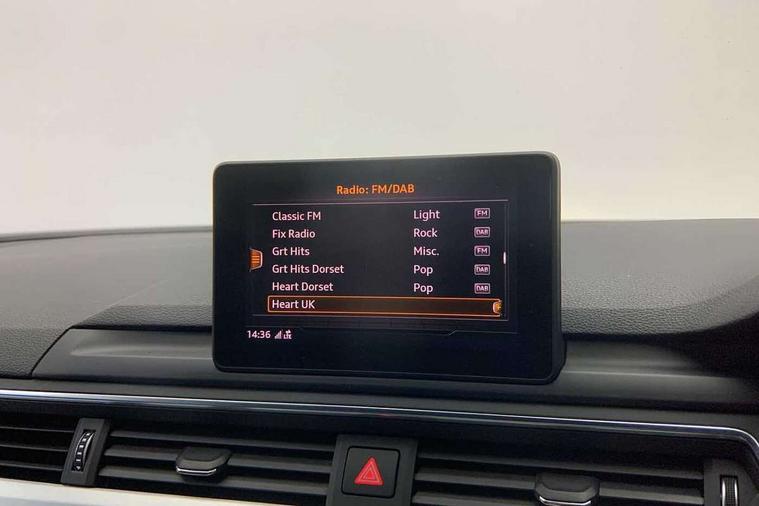 Radio: FM/DAB
Classic FM Light FM
Fix Radio Rock DAB
Grt Hits Misc. FM
Grt Hits Dorset Pop DAB
Heart Dorset Pop DAB
Heart UK
14:36 LTE